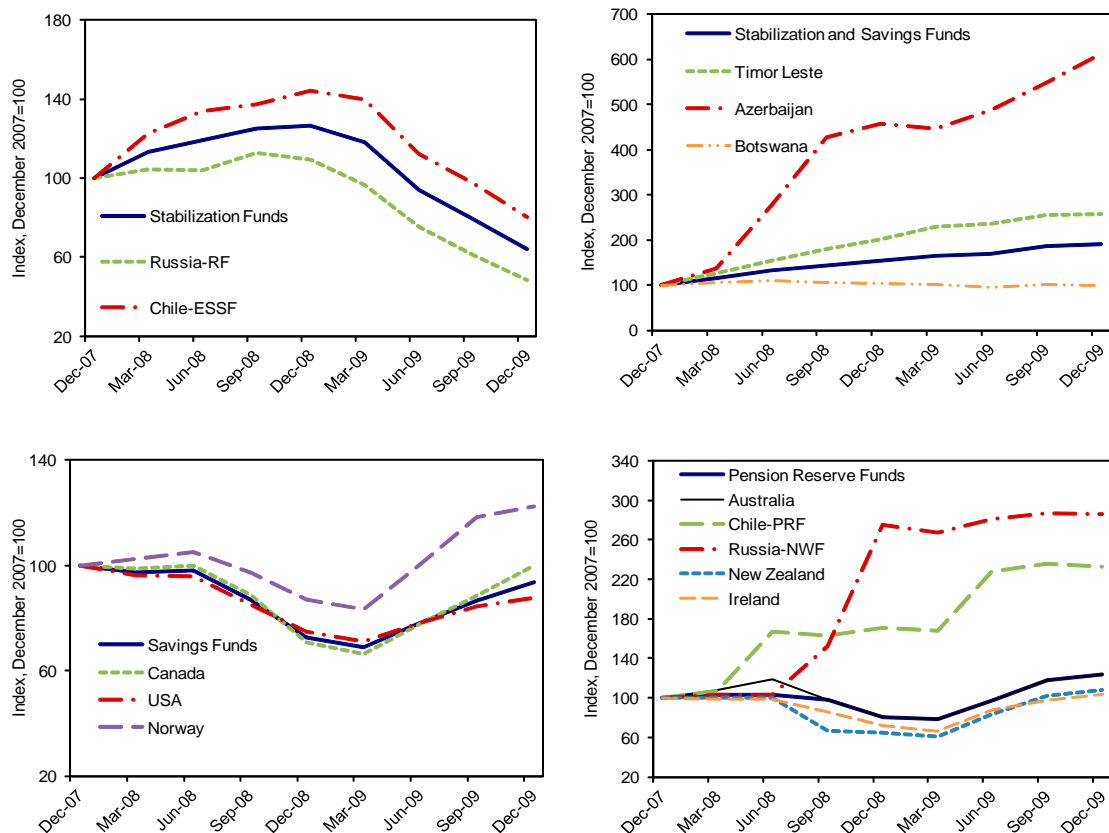 Index, December 2007=100
180
140
100
60
20
Stabilization Funds
Russia-RF
Chile-ESSF
Dec-07
Mar-08
Jun-08
Sep-08
Dec-08
Mar-09
Jun-09
Sep-09
Dec-09
Index, December 2007=100
700
600
500
400
300
200
100
0
Stabilization and Savings Funds
Timor Leste
Azerbaijan
Botswana
Dec-07
Mar-08
Jun-08
Sep-08
Dec-08
Mar-09
Jun-09
Sep-09
Dec-09
Index, December 2007=100
140
100
60
20
Savings Funds
Canada
USA
Norway
Dec-07
Mar-08
Jun-08
Sep-08
Dec-08
Mar-09
Jun-09
Sep-09
Dec-09
Index, December 2007=100
340
300
260
220
180
140
100
60
20
Pension Reserve Funds
Australia
Chile-PRF
Russia-NWF
New Zealand
Ireland
Dec-07
Mar-08
Jun-08
Sep-08
Dec-08
Mar-09
Jun-09
Sep-09
Dec-09